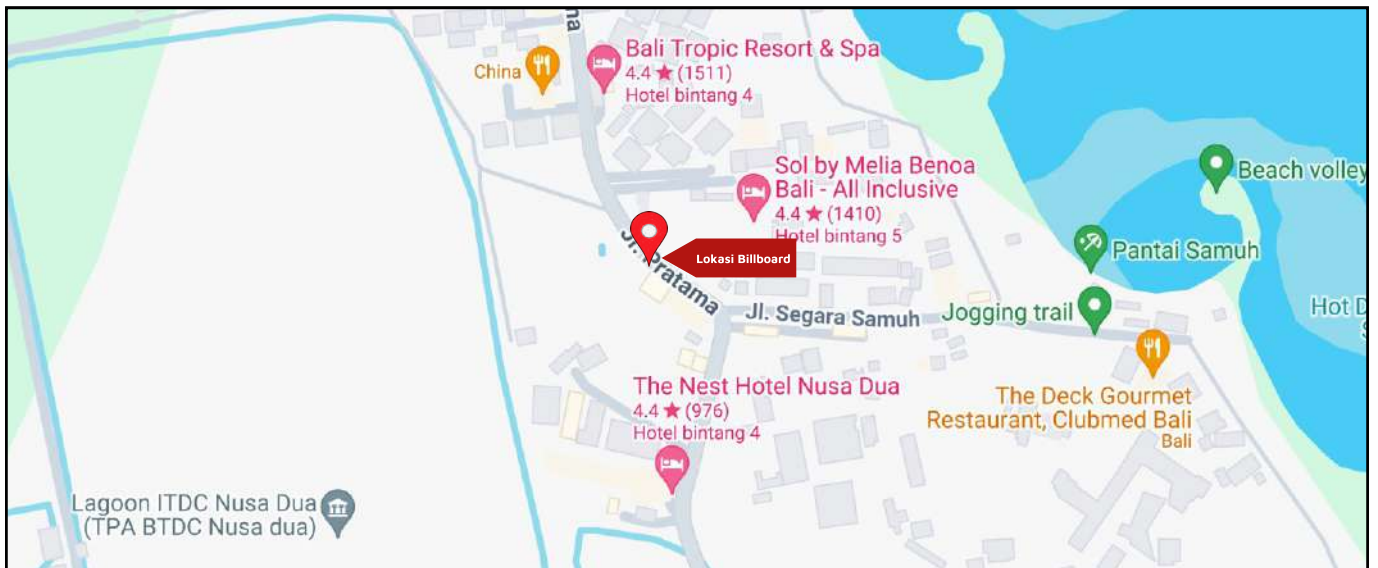 na
China
Bali Tropic Resort & Spa
4.4 ★ (1511)
Hotel bintang 4
Sol by Melia Benoa
Bali - All Inclusive
4.4 ★ (1410)
Hotel bintang 5
Beach volley
Lokasi Billboard
Jl. Pratama
Pantai Samuh
Jl. Segara Samuh
Jogging trail
Hot D
S
The Nest Hotel Nusa Dua
4.4 ★ (976)
Hotel bintang 4
The Deck Gourmet
Restaurant, Clubmed Bali
Bali
Lagoon ITDC Nusa Dua
(TPA BTDC Nusa dua)